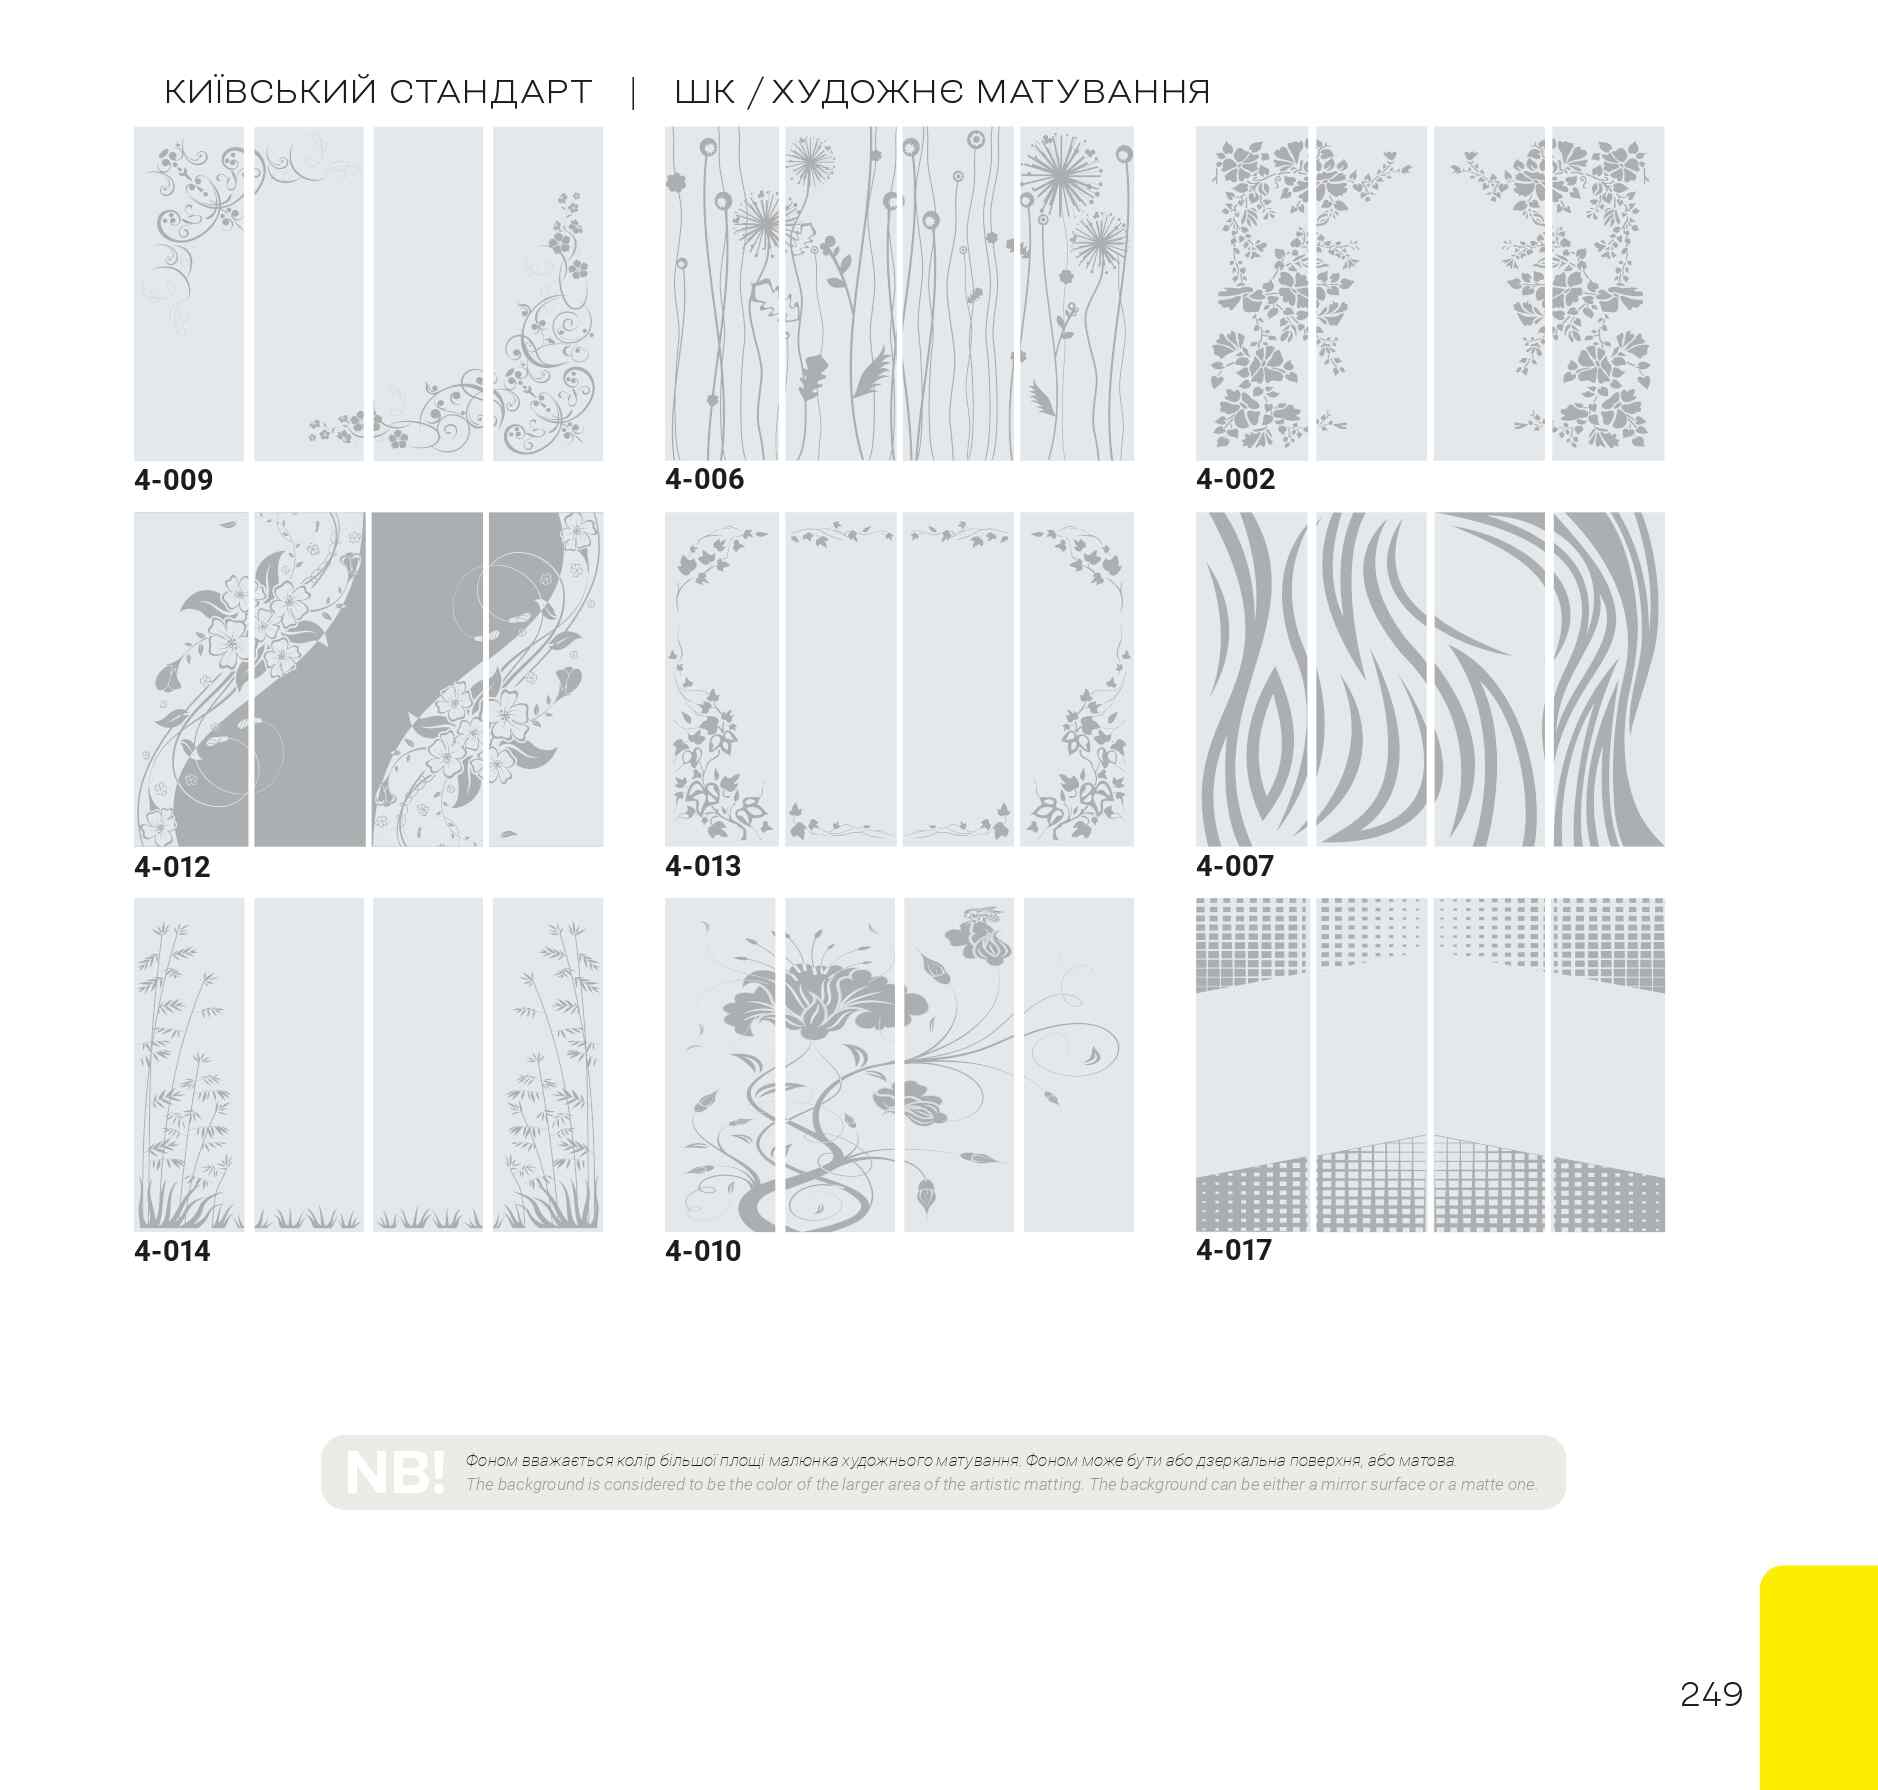 КИЇВСЬКИЙ СТАНДАРТ | ШК / ХУДОЖНЄ МАТУВАННЯ
4-009
4-006
4-002
4-012
4-013
4-007
4-014
4-010
4-017
NB!
Фоном вважається колір більшої площі малюнка художнього матування. Фоном може бути або дзеркальна поверхня, або матова.
The background is considered to be the color of the larger area of the artistic matting. The background can be either a mirror surface or a matte one.
249